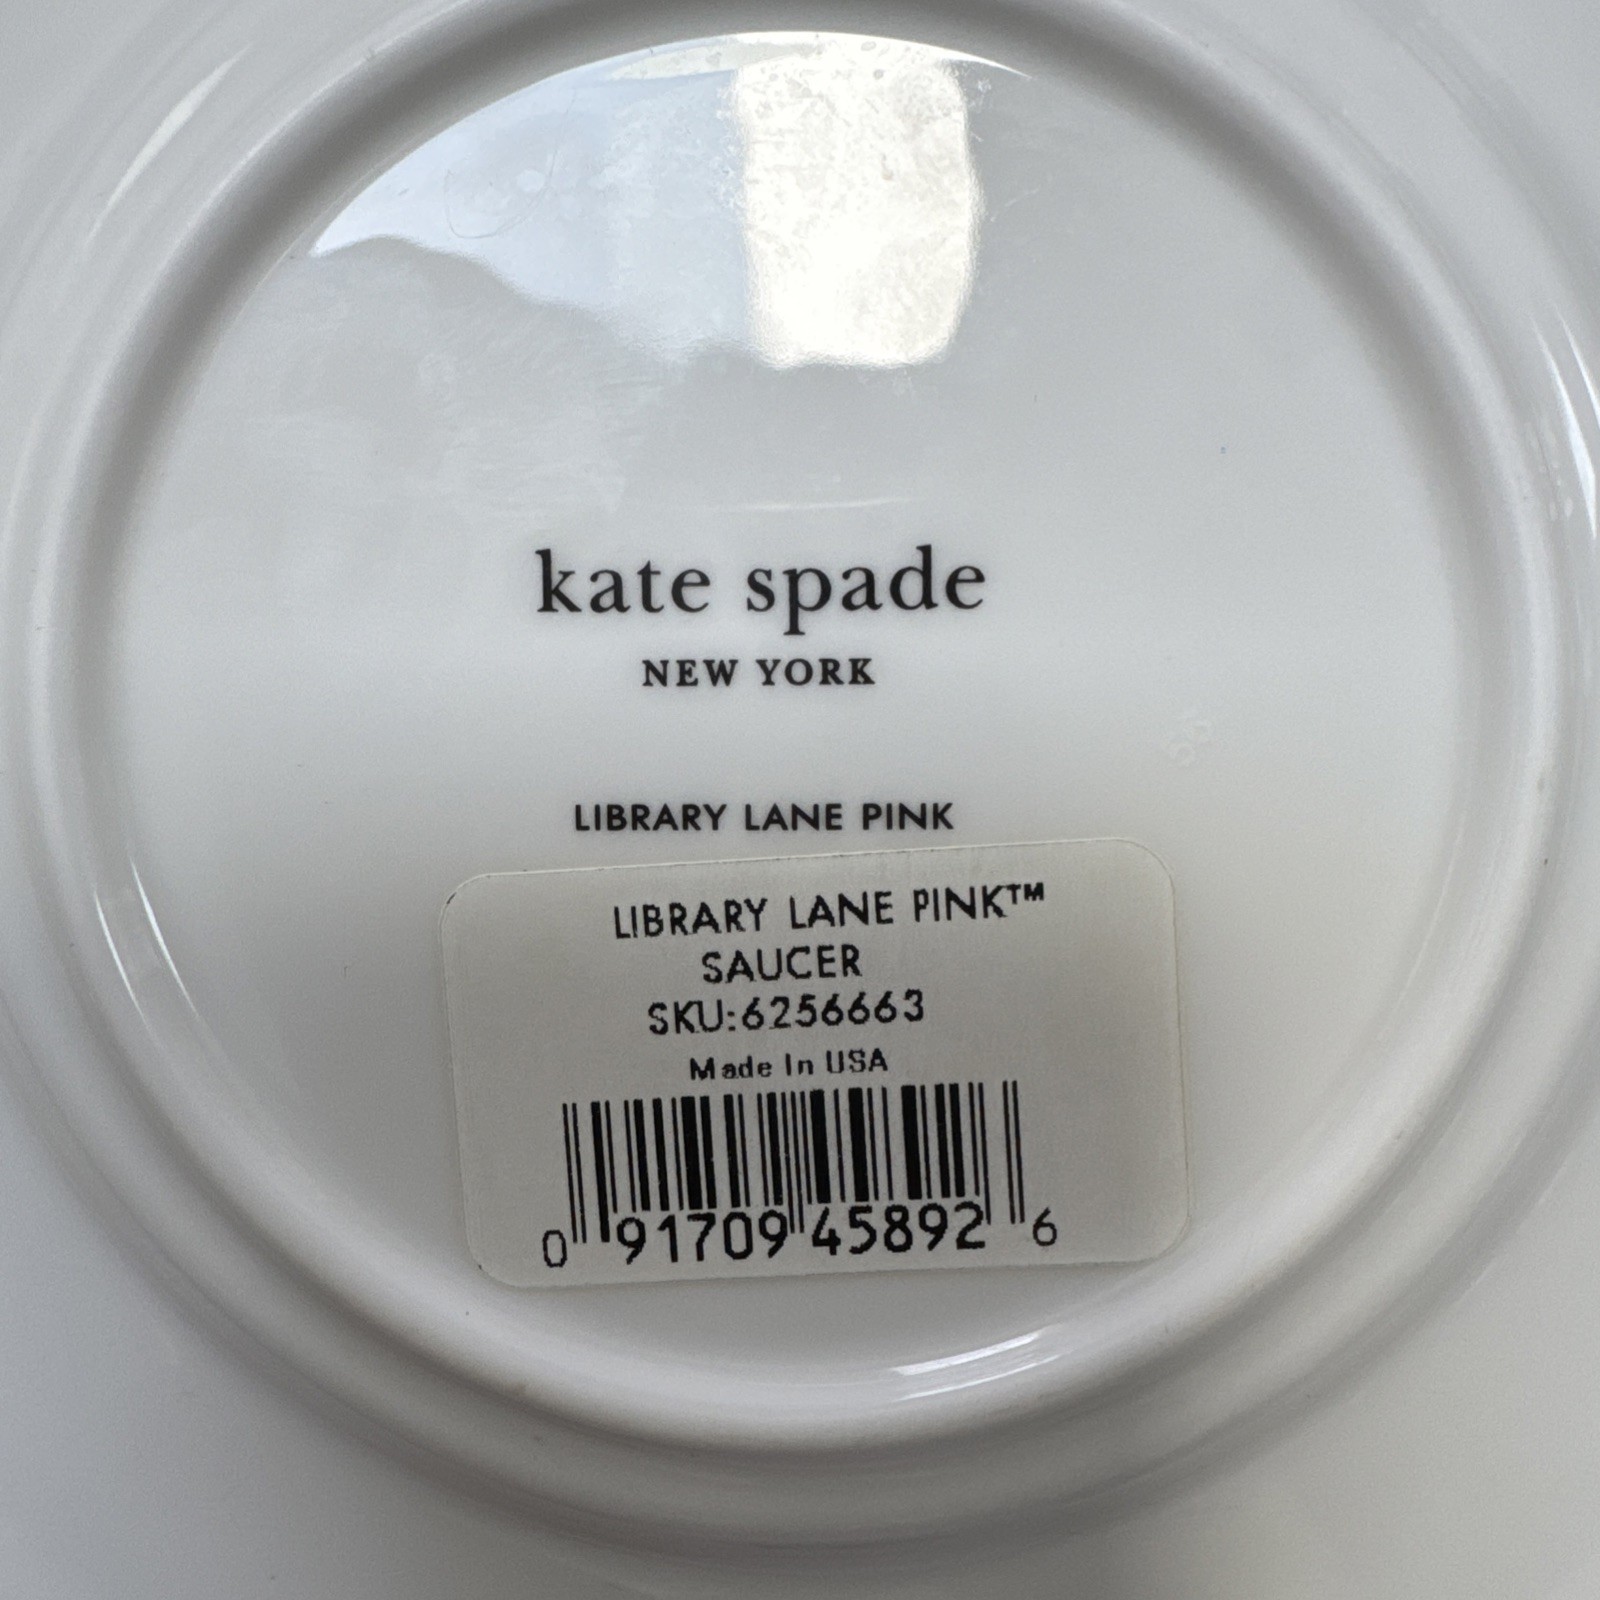 kate spade
NEW YORK
LIBRARY LANE PINK
LIBRARY LANE PINK™
SAUCER
SKU:6256663
Made In USA
0 91709 45892 6